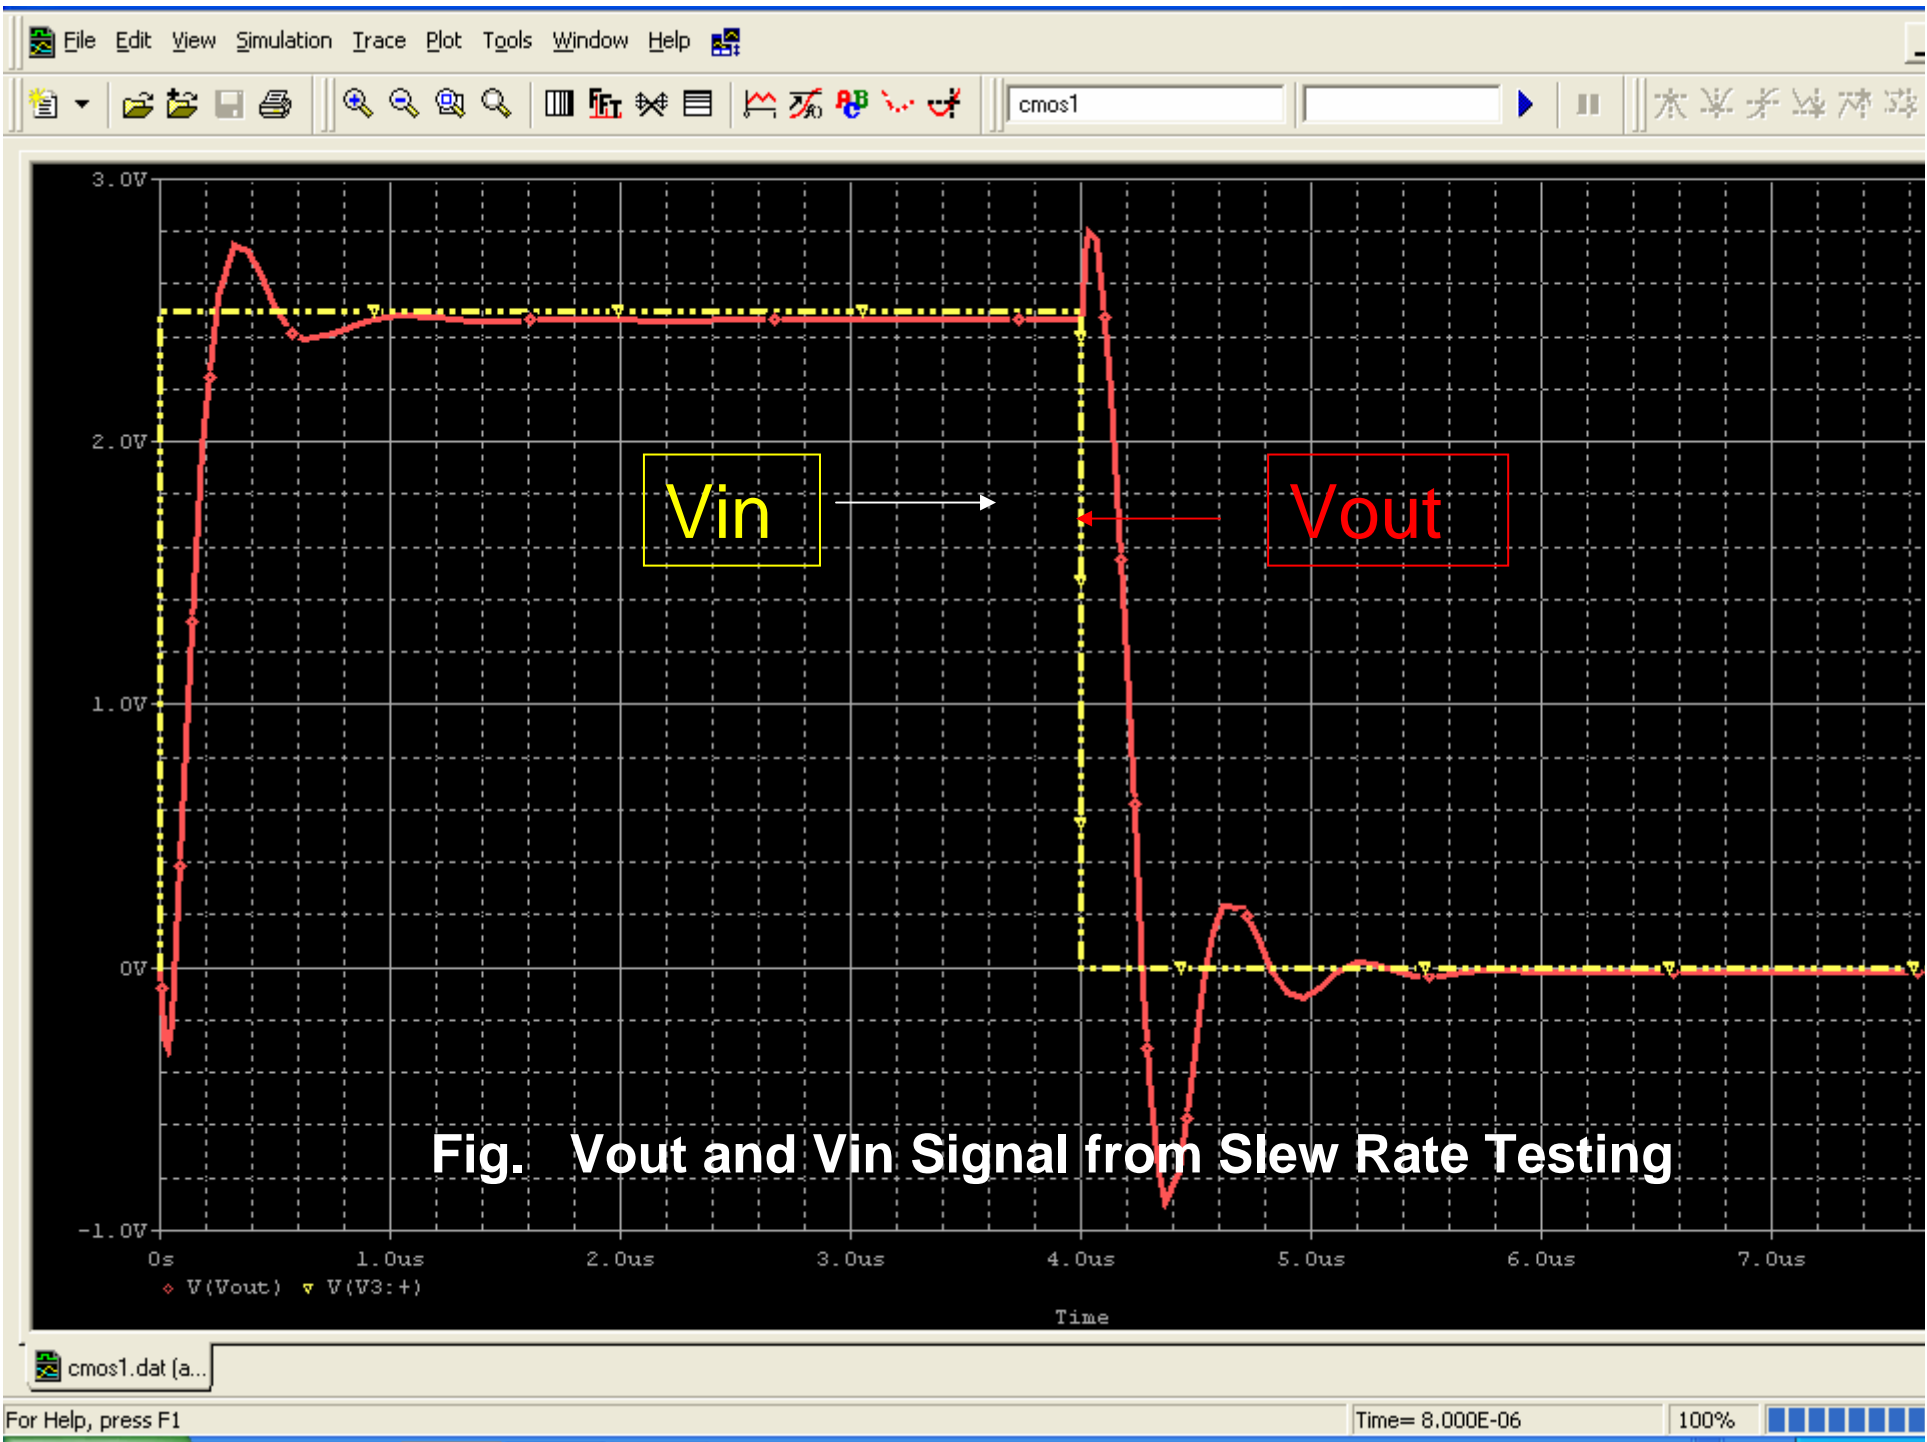 File Edit View Simulation Trace Plot Tools Window Help
FFT
cmos1
3.0V
2.0V
Vin
Vout
1.0V
0V
Fig. Vout and Vin Signal from Slew Rate Testing
-1.0V
0s 1.0us 2.0us 3.0us 4.0us 5.0us 6.0us 7.0us
V(Vout) V(V3:+)
Time
cmos1.dat (a...
For Help, press F1
Time= 8.000E-06
100%